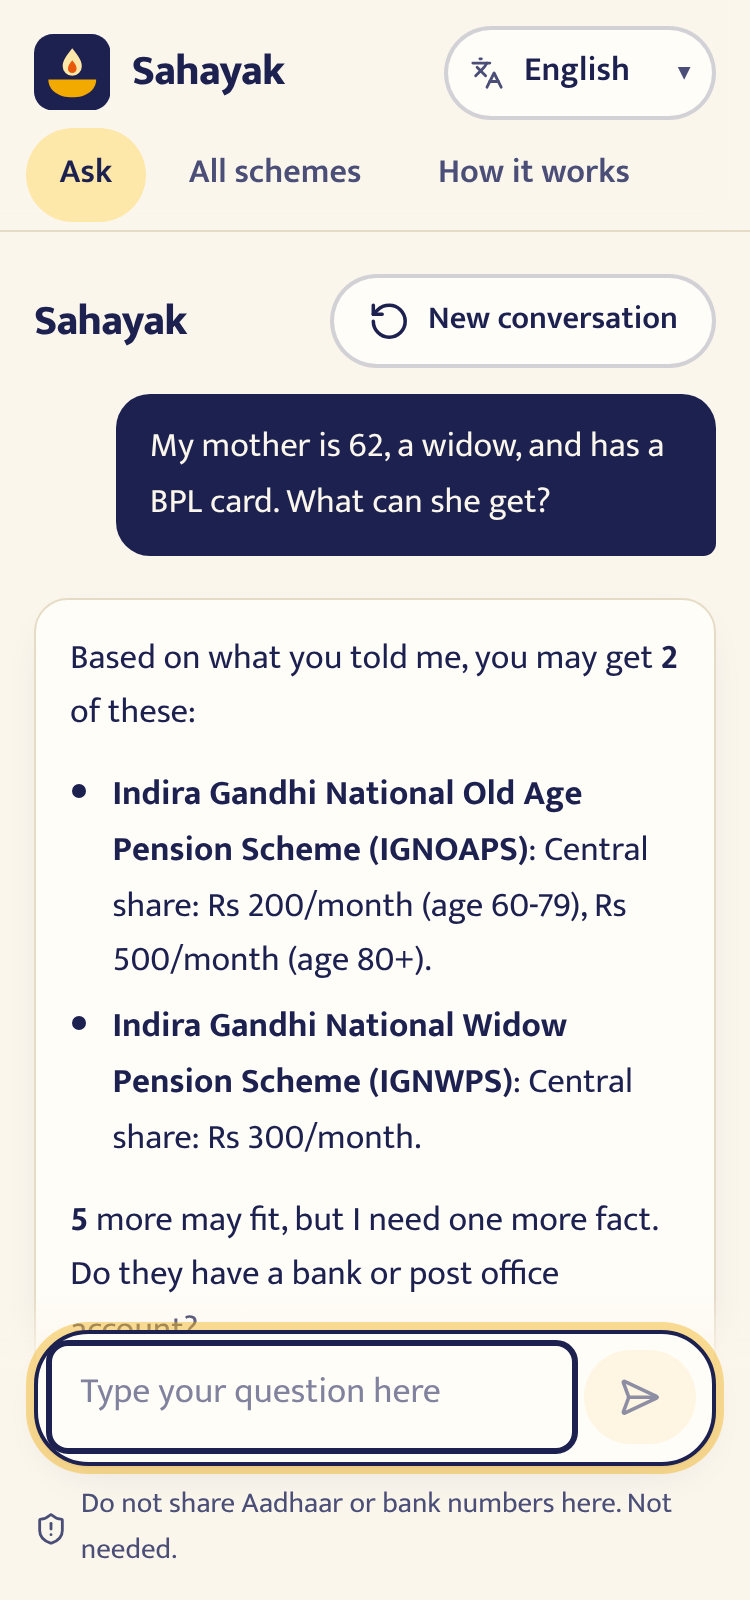 Sahayak
English
Ask
All schemes
How it works
Sahayak
New conversation
My mother is 62, a widow, and has a
BPL card. What can she get?
Based on what you told me, you may get 2
of these:
Indira Gandhi National Old Age
Pension Scheme (IGNOAPS): Central
share: Rs 200/month (age 60-79), Rs
500/month (age 80+).
Indira Gandhi National Widow
Pension Scheme (IGNWPS): Central
share: Rs 300/month.
5 more may fit, but I need one more fact.
Do they have a bank or post office
account?
Type your question here
Do not share Aadhaar or bank numbers here. Not
needed.